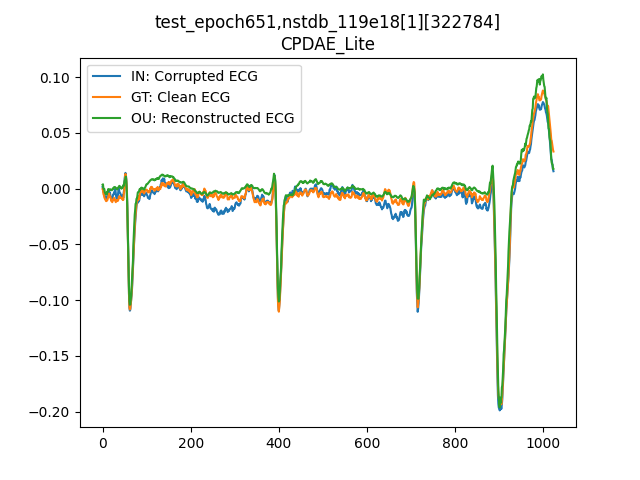 test_epoch651,nstdb_119e18[1][322784]
CPDAE_Lite
IN: Corrupted ECG
GT: Clean ECG
OU: Reconstructed ECG
0.10
0.05
0.00
−0.05
−0.10
−0.15
−0.20
0 200 400 600 800 1000